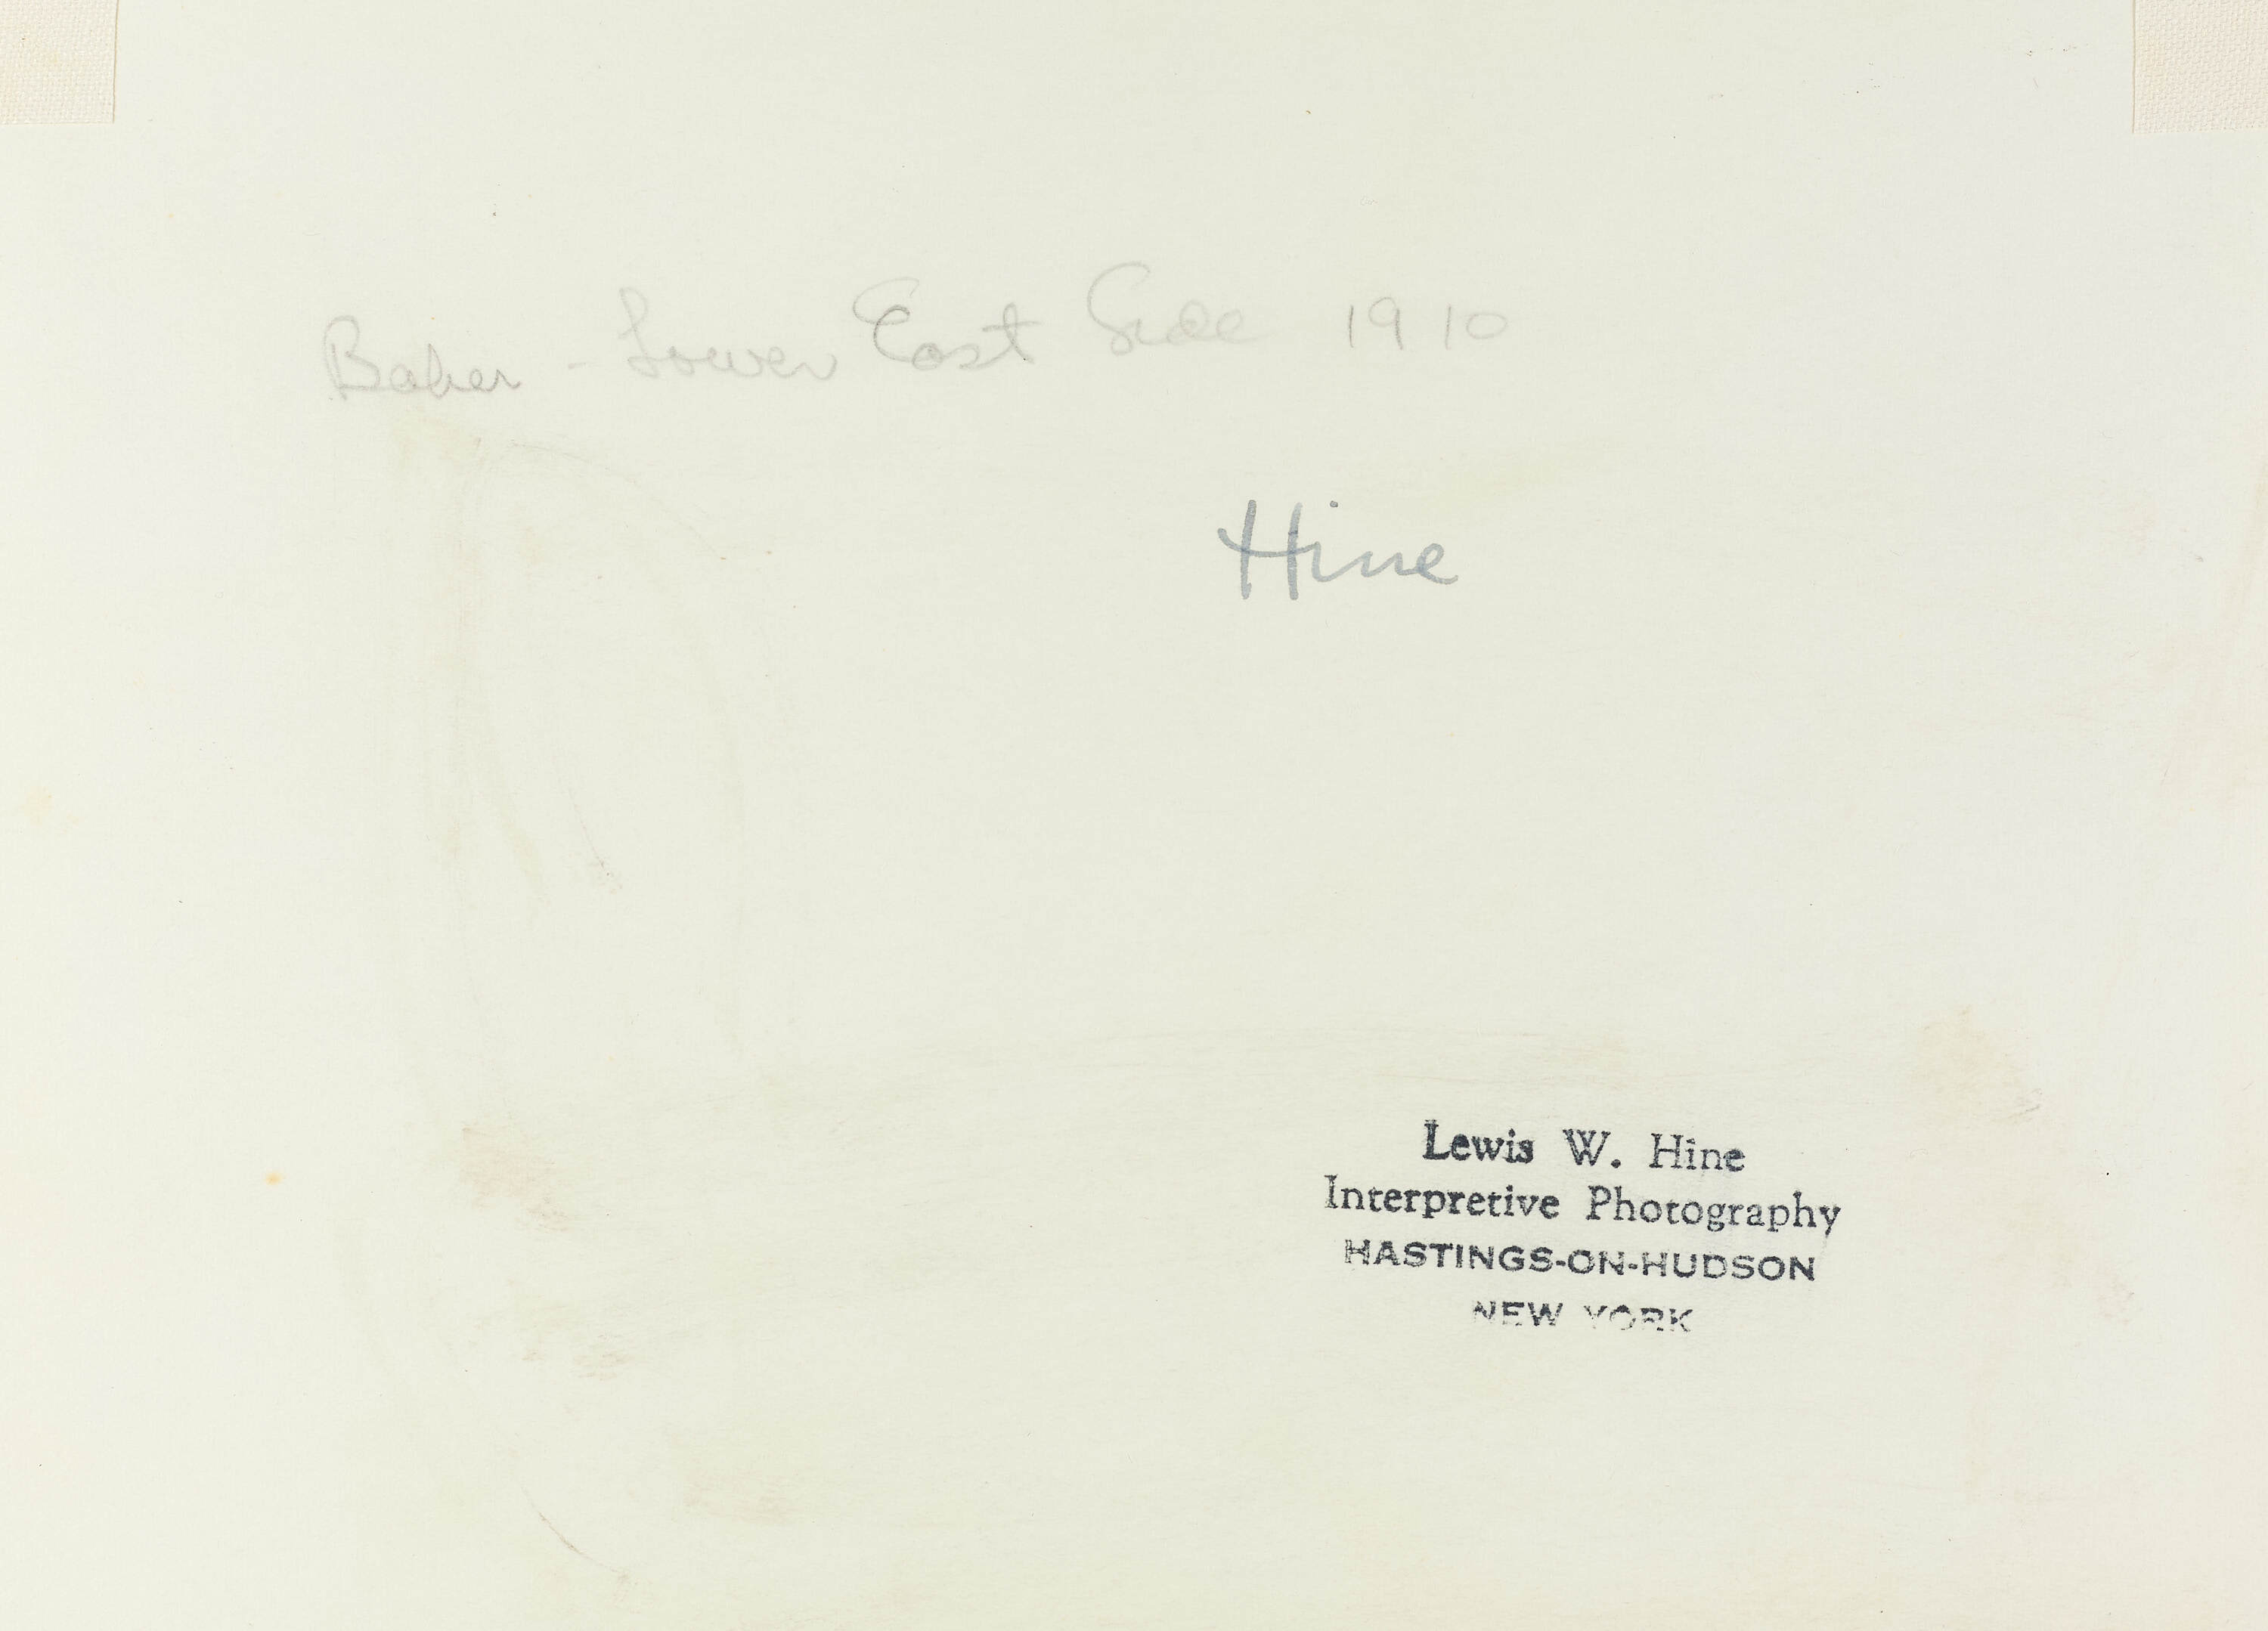 Baker - Lower East Side 1910
Hine
Lewis W. Hine
Interpretive Photography
HASTINGS-ON-HUDSON
NEW YORK